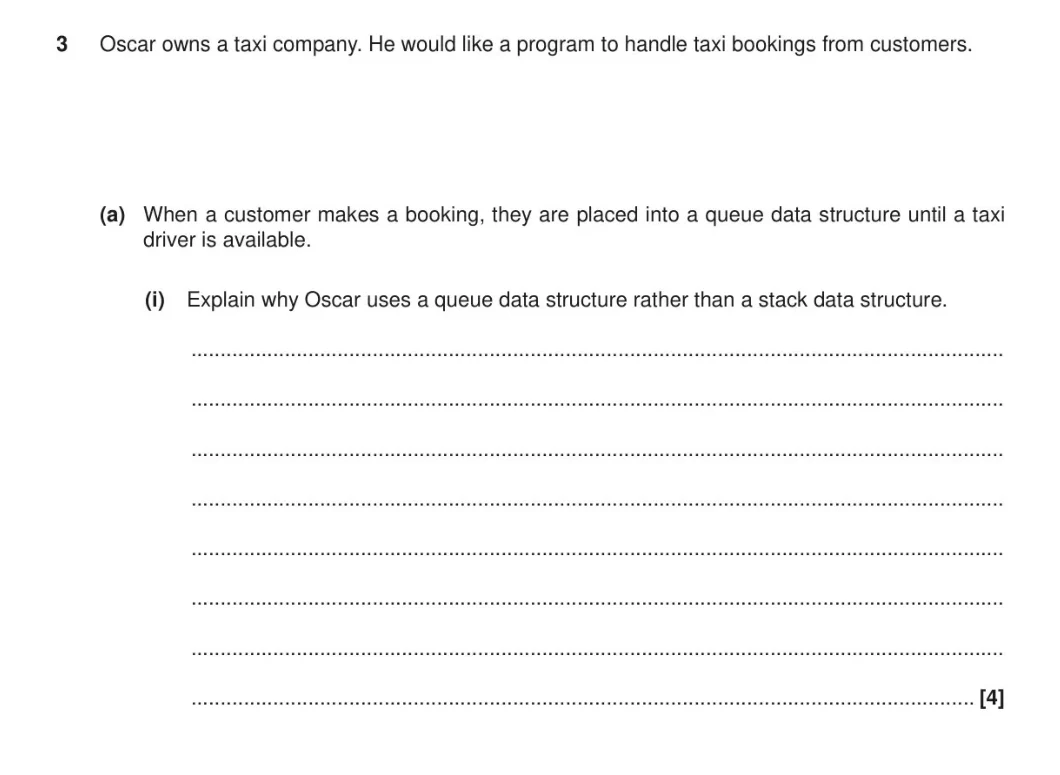 3 Oscar owns a taxi company. He would like a program to handle taxi bookings from customers.
(a) When a customer makes a booking, they are placed into a queue data structure until a taxi
driver is available.
(i) Explain why Oscar uses a queue data structure rather than a stack data structure.
................................................................................
................................................................................
................................................................................
................................................................................
................................................................................
................................................................................
................................................................................
................................................................................ [4]